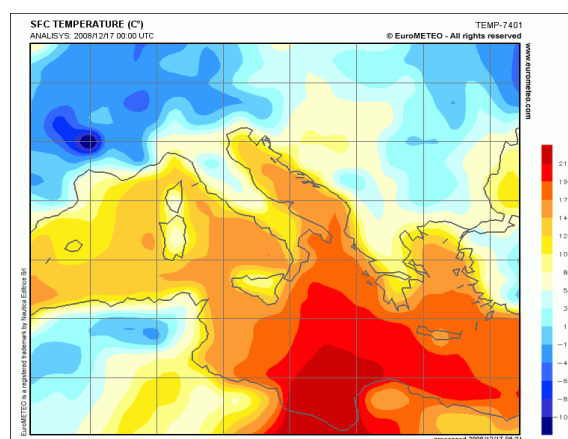 SFC TEMPERATURE (C°)
TEMP-7401
ANALISYS: 2008/12/17 00:00 UTC
© EuroMETEO - All rights reserved
www.eurometeo.com
EuroMETEO is a registered trademark by Nautica Editrice Srl
21
19
17
14
12
10
8
5
3
1
-1
-4
-6
-8
-10